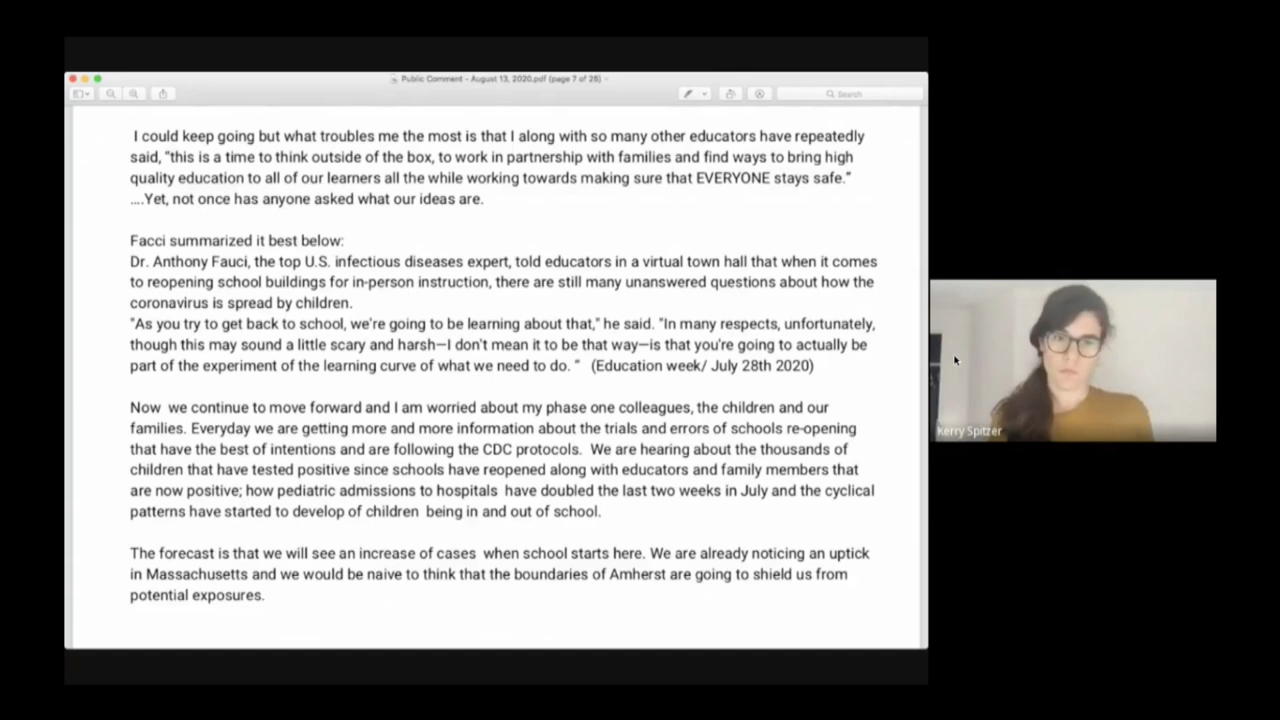 Public Comment - August 13, 2020.pdf (page 7 of 26)
Search
I could keep going but what troubles me the most is that I along with so many other educators have repeatedly
said, "this is a time to think outside of the box, to work in partnership with families and find ways to bring high
quality education to all of our learners all the while working towards making sure that EVERYONE stays safe."
....Yet, not once has anyone asked what our ideas are.
Facci summarized it best below:
Dr. Anthony Fauci, the top U.S. infectious diseases expert, told educators in a virtual town hall that when it comes
to reopening school buildings for in-person instruction, there are still many unanswered questions about how the
coronavirus is spread by children.
"As you try to get back to school, we're going to be learning about that," he said. "In many respects, unfortunately,
though this may sound a little scary and harsh—I don't mean it to be that way—is that you're going to actually be
part of the experiment of the learning curve of what we need to do. " (Education week/ July 28th 2020)
Now we continue to move forward and I am worried about my phase one colleagues, the children and our
families. Everyday we are getting more and more information about the trials and errors of schools re-opening
that have the best of intentions and are following the CDC protocols. We are hearing about the thousands of
children that have tested positive since schools have reopened along with educators and family members that
are now positive; how pediatric admissions to hospitals have doubled the last two weeks in July and the cyclical
patterns have started to develop of children being in and out of school.
The forecast is that we will see an increase of cases when school starts here. We are already noticing an uptick
in Massachusetts and we would be naive to think that the boundaries of Amherst are going to shield us from
potential exposures.
Kerry Spitzer